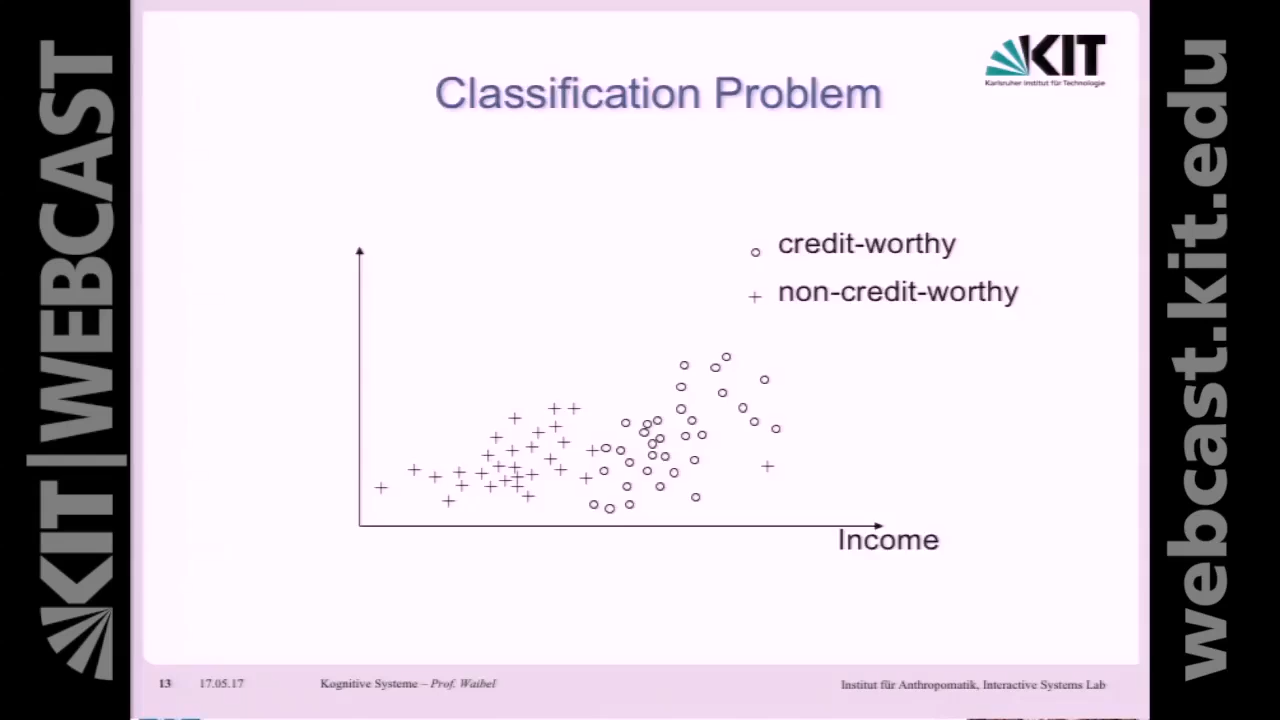 KIT|WEBCAST
KIT
Karlsruher Institut für Technologie
Classification Problem
credit-worthy
non-credit-worthy
Income
13 17.05.17 Kognitive Systeme – Prof. Waibel Institut für Anthropomatik, Interactive Systems Lab
webcast.kit.edu